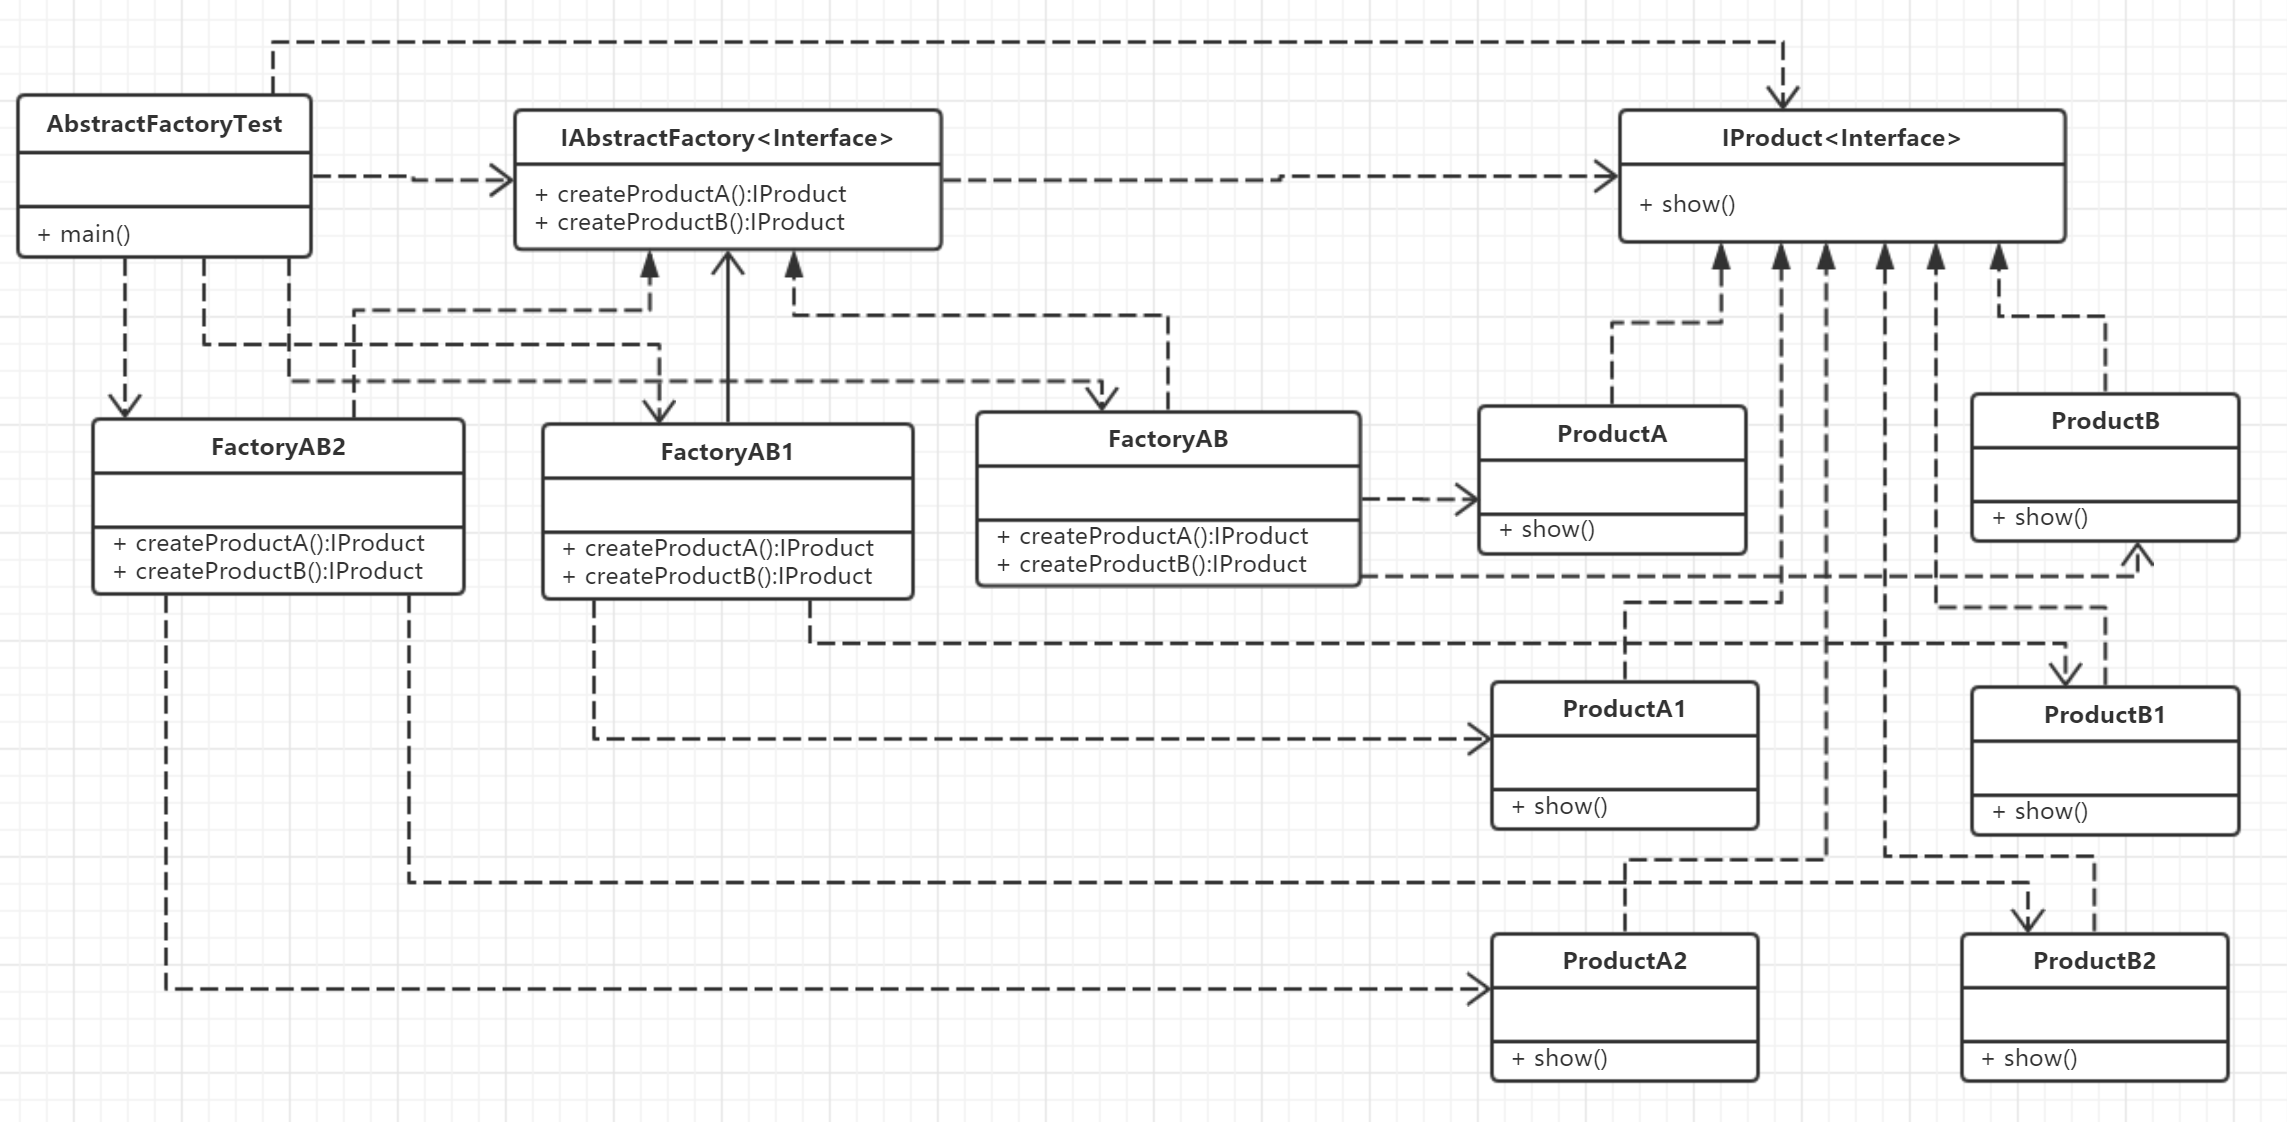 AbstractFactoryTest
+ main()
IAbstractFactory<Interface>
+ createProductA():IProduct
+ createProductB():IProduct
IProduct<Interface>
+ show()
FactoryAB2
+ createProductA():IProduct
+ createProductB():IProduct
FactoryAB1
+ createProductA():IProduct
+ createProductB():IProduct
FactoryAB
+ createProductA():IProduct
+ createProductB():IProduct
ProductA
+ show()
ProductB
+ show()
ProductA1
+ show()
ProductB1
+ show()
ProductA2
+ show()
ProductB2
+ show()